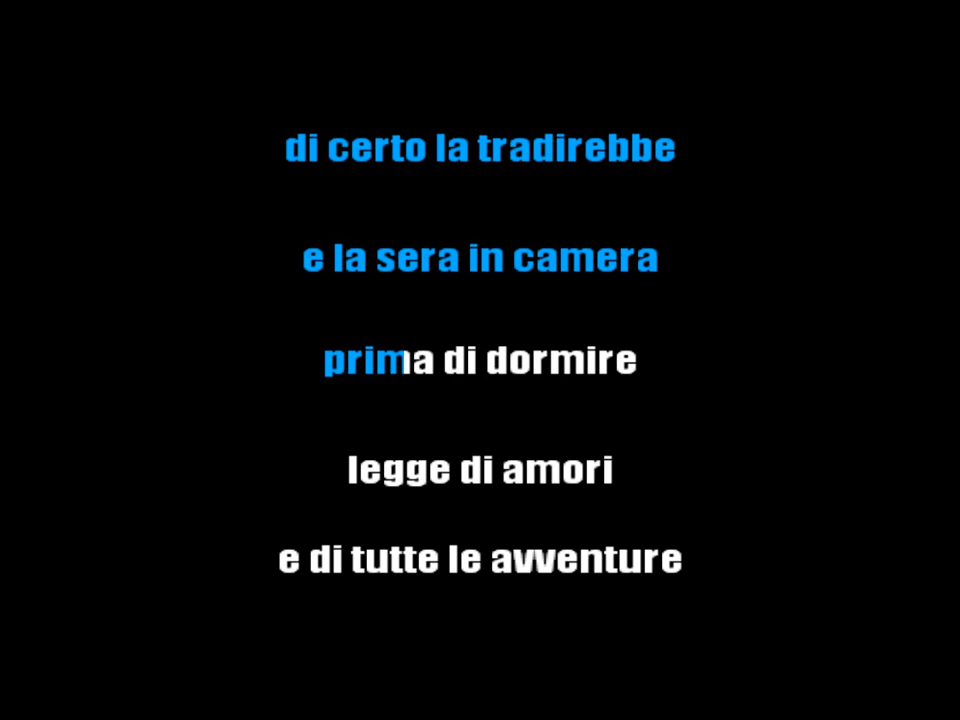 di certo la tradirebbe
e la sera in camera
prima di dormire
legge di amori
e di tutte le avventure